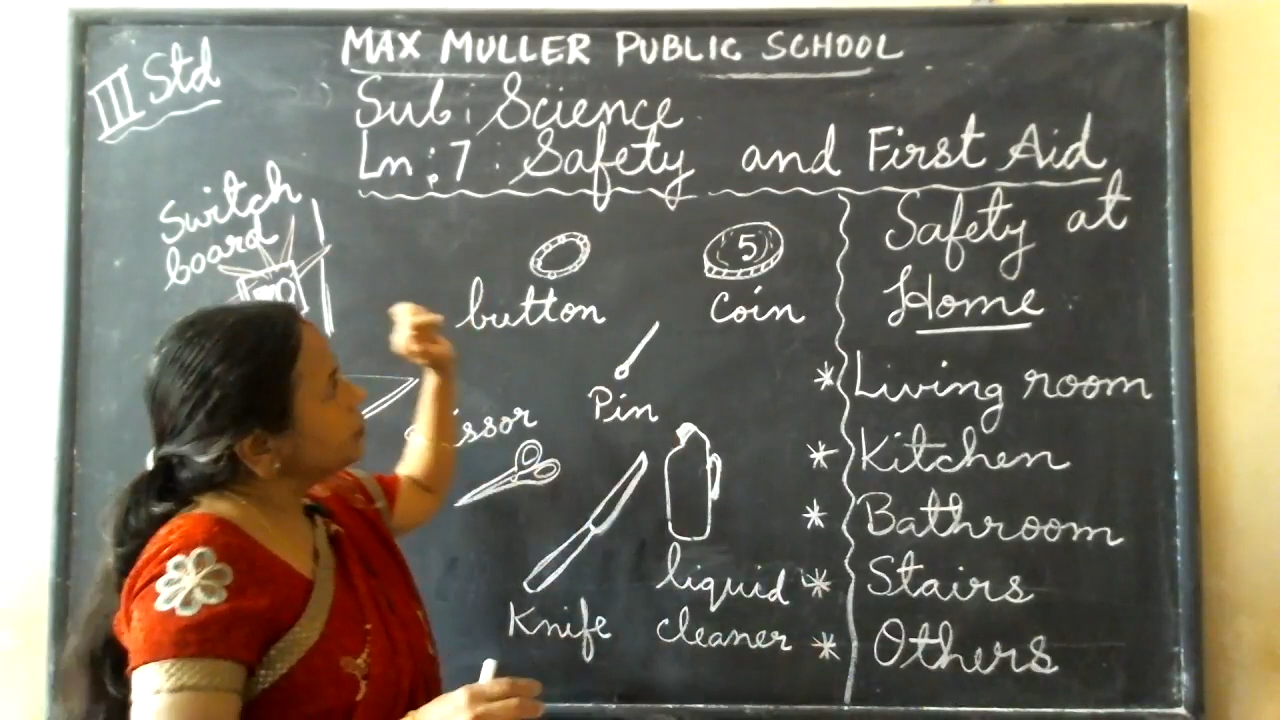 MAX MULLER PUBLIC SCHOOL
III Std
Sub: Science
Ln: 7: Safety and First Aid
Switch
board
button
5
coin
Pin
issor
Knife
liquid
cleaner
Safety at
Home
* Living room
* Kitchen
* Bathroom
* Stairs
* Others